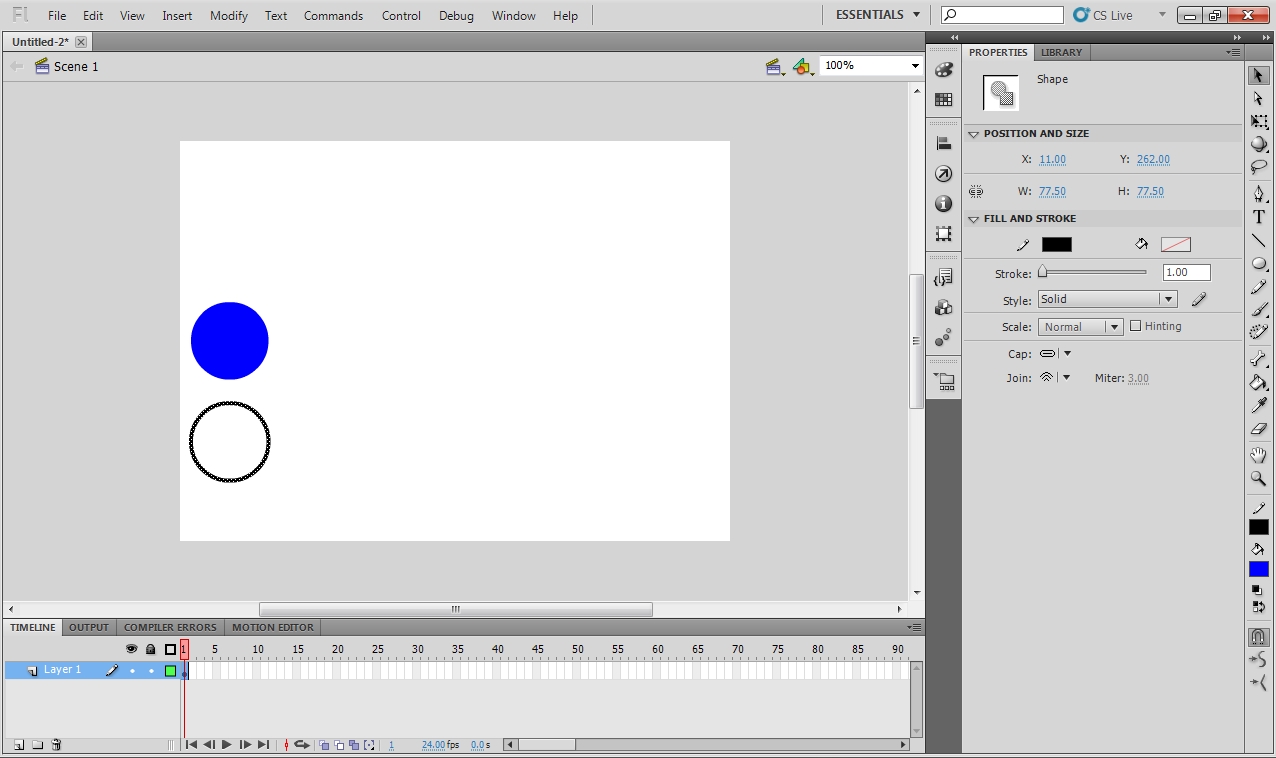 Fl File Edit View Insert Modify Text Commands Control Debug Window Help ESSENTIALS CS Live
Untitled-2*
Scene 1 100%
PROPERTIES LIBRARY
Shape
POSITION AND SIZE
X: 11.00 Y: 262.00
W: 77.50 H: 77.50
FILL AND STROKE
Stroke: 1.00
Style: Solid
Scale: Normal Hinting
Cap:
Join: Miter: 3.00
TIMELINE OUTPUT COMPILER ERRORS MOTION EDITOR
1 5 10 15 20 25 30 35 40 45 50 55 60 65 70 75 80 85 90
Layer 1
1 24.00 fps 0.0 s